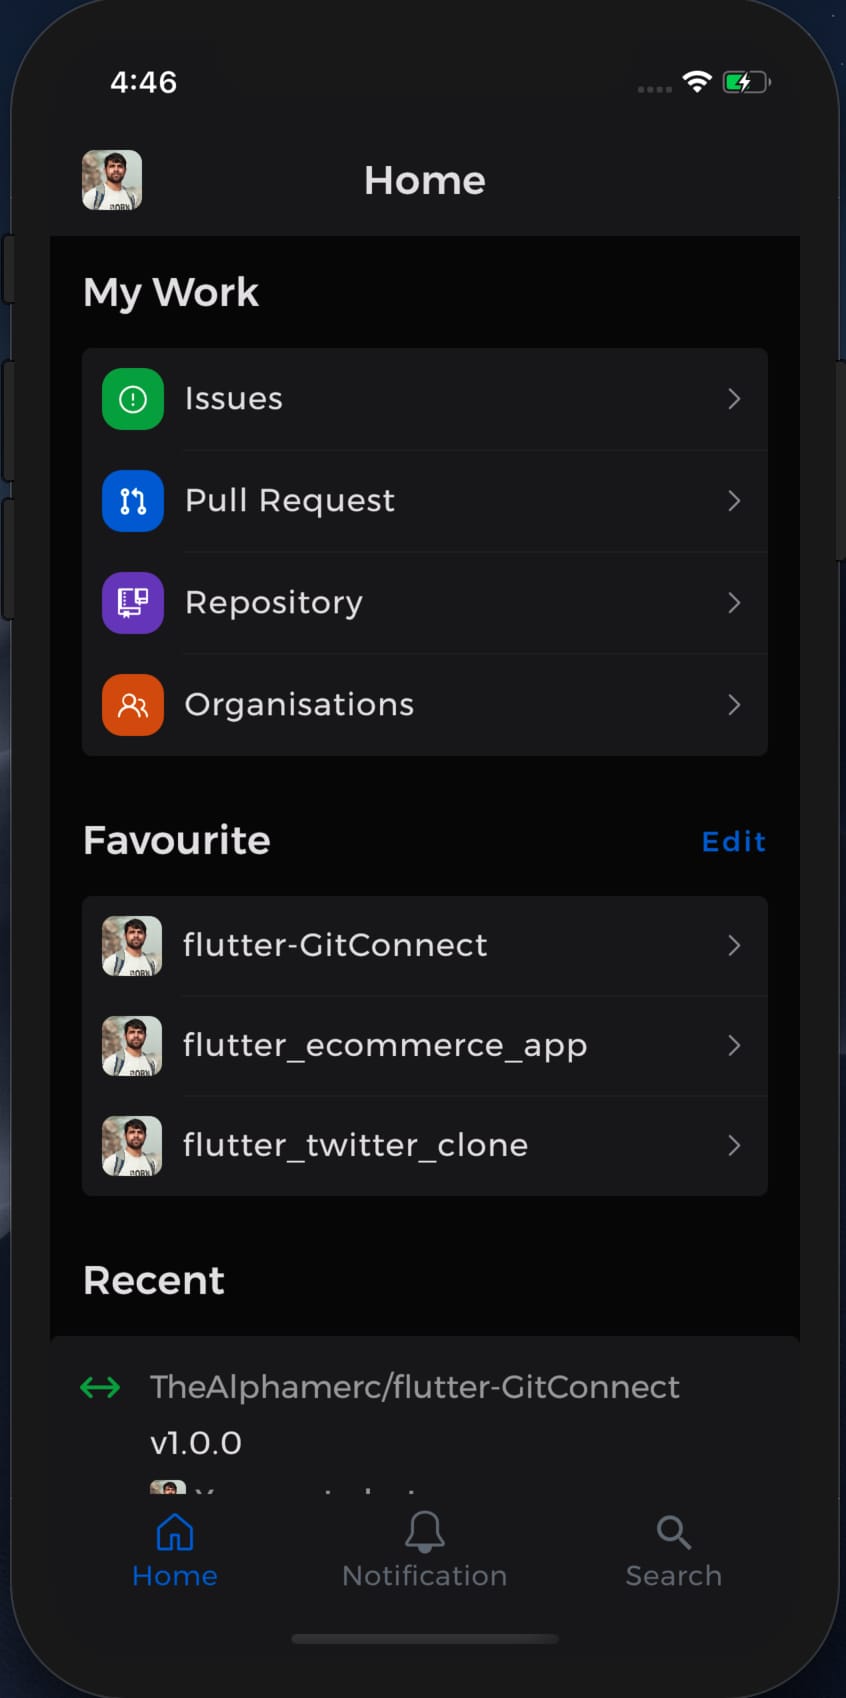 4:46
Home
My Work
Issues
Pull Request
Repository
Organisations
Favourite
Edit
flutter-GitConnect
flutter_ecommerce_app
flutter_twitter_clone
Recent
TheAlphamerc/flutter-GitConnect
v1.0.0
Home
Notification
Search